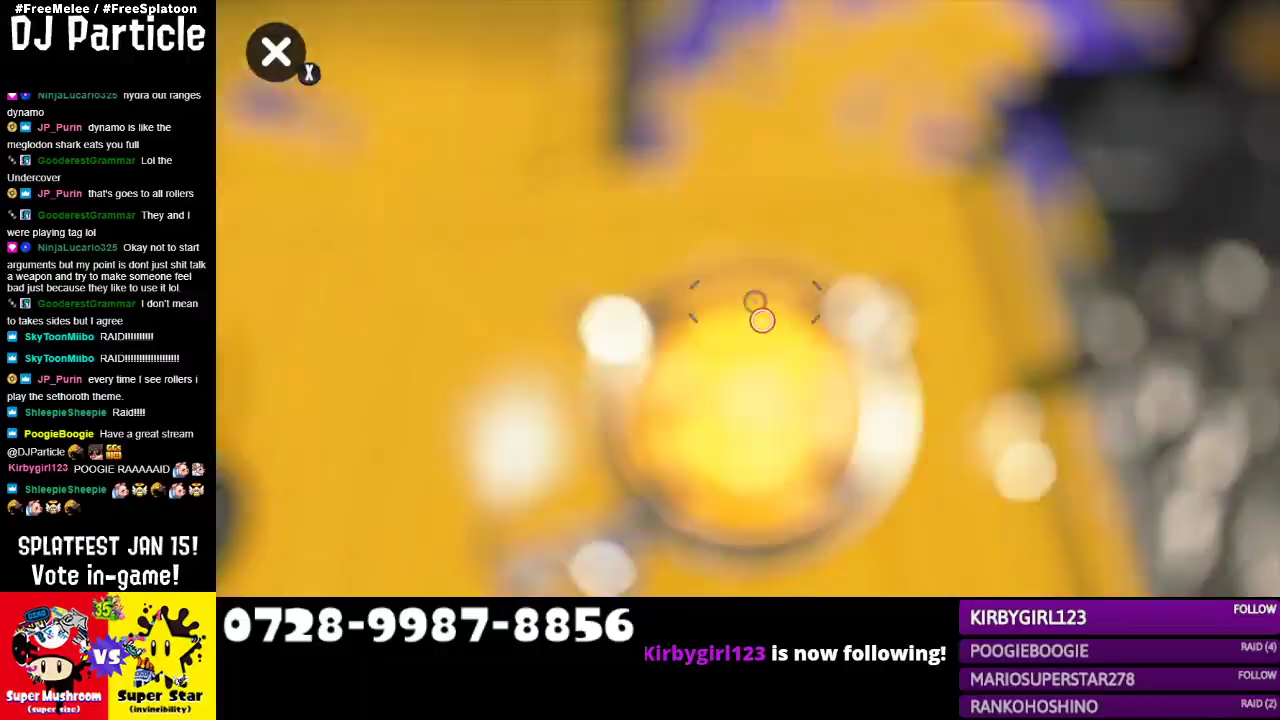 #FreeMelee / #FreeSplatoon
DJ Particle
NinjaLucario325 hydra out ranges
dynamo
JP_Purin dynamo is like the
meglodon shark eats you full
GooderestGrammar Lol the
Undercover
JP_Purin that's goes to all rollers
GooderestGrammar They and I
were playing tag lol
NinjaLucario325 Okay not to start
arguments but my point is dont just shit talk
a weapon and try to make someone feel
bad just because they like to use it lol.
GooderestGrammar I don't mean
to takes sides but I agree
SkyToonMiibo RAID!!!!!!!!!!
SkyToonMiibo RAID!!!!!!!!!!!!!!!!!!!
JP_Purin every time I see rollers i
play the sethoroth theme.
ShleepieSheepie Raid!!!!
PoogieBoogie Have a great stream
@DJParticle GGs
Kirbygirl123 POOGIE RAAAAAID
ShleepieSheepie
SPLATFEST JAN 15!
Vote in-game!
35
VS
Super Mushroom
(super size)
Super Star
(invincibility)
X
0728-9987-8856
Kirbygirl123 is now following!
KIRBYGIRL123 FOLLOW
POOGIEBOOGIE RAID (4)
MARIOSUPERSTAR278 FOLLOW
RANKOHOSHINO RAID (2)